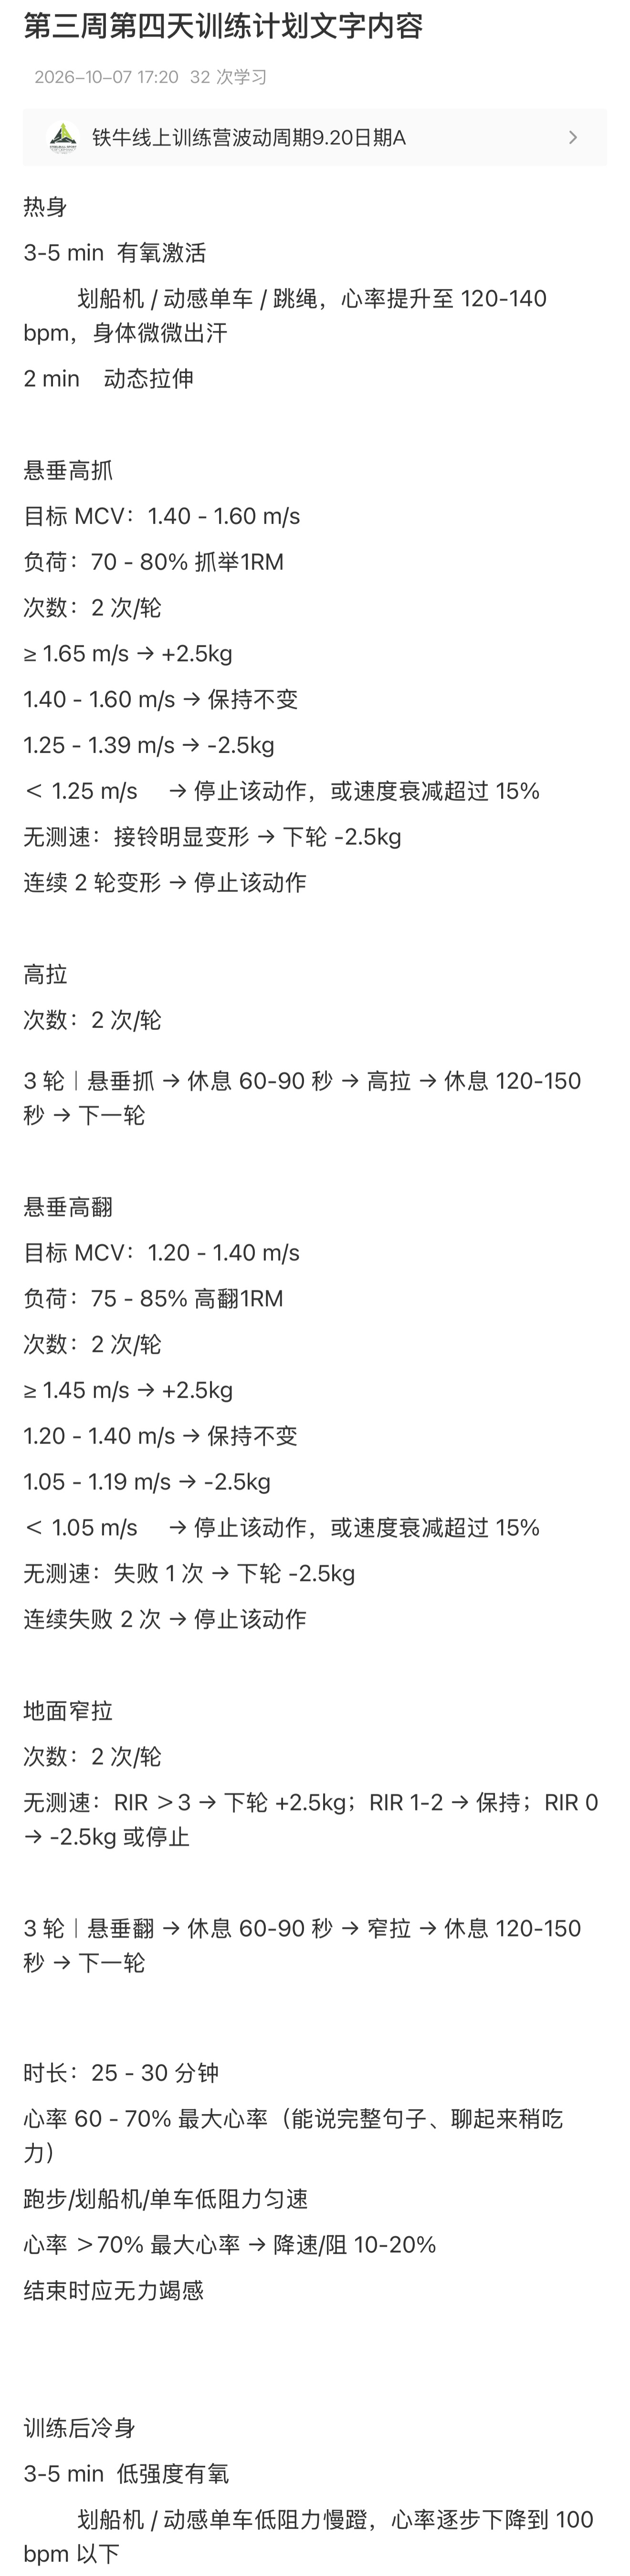 第三周第四天训练计划文字内容
2026-10-07 17:20 32 次学习
铁牛线上训练营波动周期9.20日期A
热身
3-5 min 有氧激活
划船机 / 动感单车 / 跳绳，心率提升至 120-140
bpm，身体微微出汗
2 min 动态拉伸
悬垂高抓
目标 MCV：1.40 - 1.60 m/s
负荷：70 - 80% 抓举1RM
次数：2 次/轮
≥ 1.65 m/s → +2.5kg
1.40 - 1.60 m/s → 保持不变
1.25 - 1.39 m/s → -2.5kg
＜ 1.25 m/s → 停止该动作，或速度衰减超过 15%
无测速：接铃明显变形 → 下轮 -2.5kg
连续 2 轮变形 → 停止该动作
高拉
次数：2 次/轮
3 轮｜悬垂抓 → 休息 60-90 秒 → 高拉 → 休息 120-150
秒 → 下一轮
悬垂高翻
目标 MCV：1.20 - 1.40 m/s
负荷：75 - 85% 高翻1RM
次数：2 次/轮
≥ 1.45 m/s → +2.5kg
1.20 - 1.40 m/s → 保持不变
1.05 - 1.19 m/s → -2.5kg
＜ 1.05 m/s → 停止该动作，或速度衰减超过 15%
无测速：失败 1 次 → 下轮 -2.5kg
连续失败 2 次 → 停止该动作
地面窄拉
次数：2 次/轮
无测速：RIR ＞3 → 下轮 +2.5kg；RIR 1-2 → 保持；RIR 0
→ -2.5kg 或停止
3 轮｜悬垂翻 → 休息 60-90 秒 → 窄拉 → 休息 120-150
秒 → 下一轮
时长：25 - 30 分钟
心率 60 - 70% 最大心率（能说完整句子、聊起来稍吃
力）
跑步/划船机/单车低阻力匀速
心率 ＞70% 最大心率 → 降速/阻 10-20%
结束时应无力竭感
训练后冷身
3-5 min 低强度有氧
划船机 / 动感单车低阻力慢蹬，心率逐步下降到 100
bpm 以下